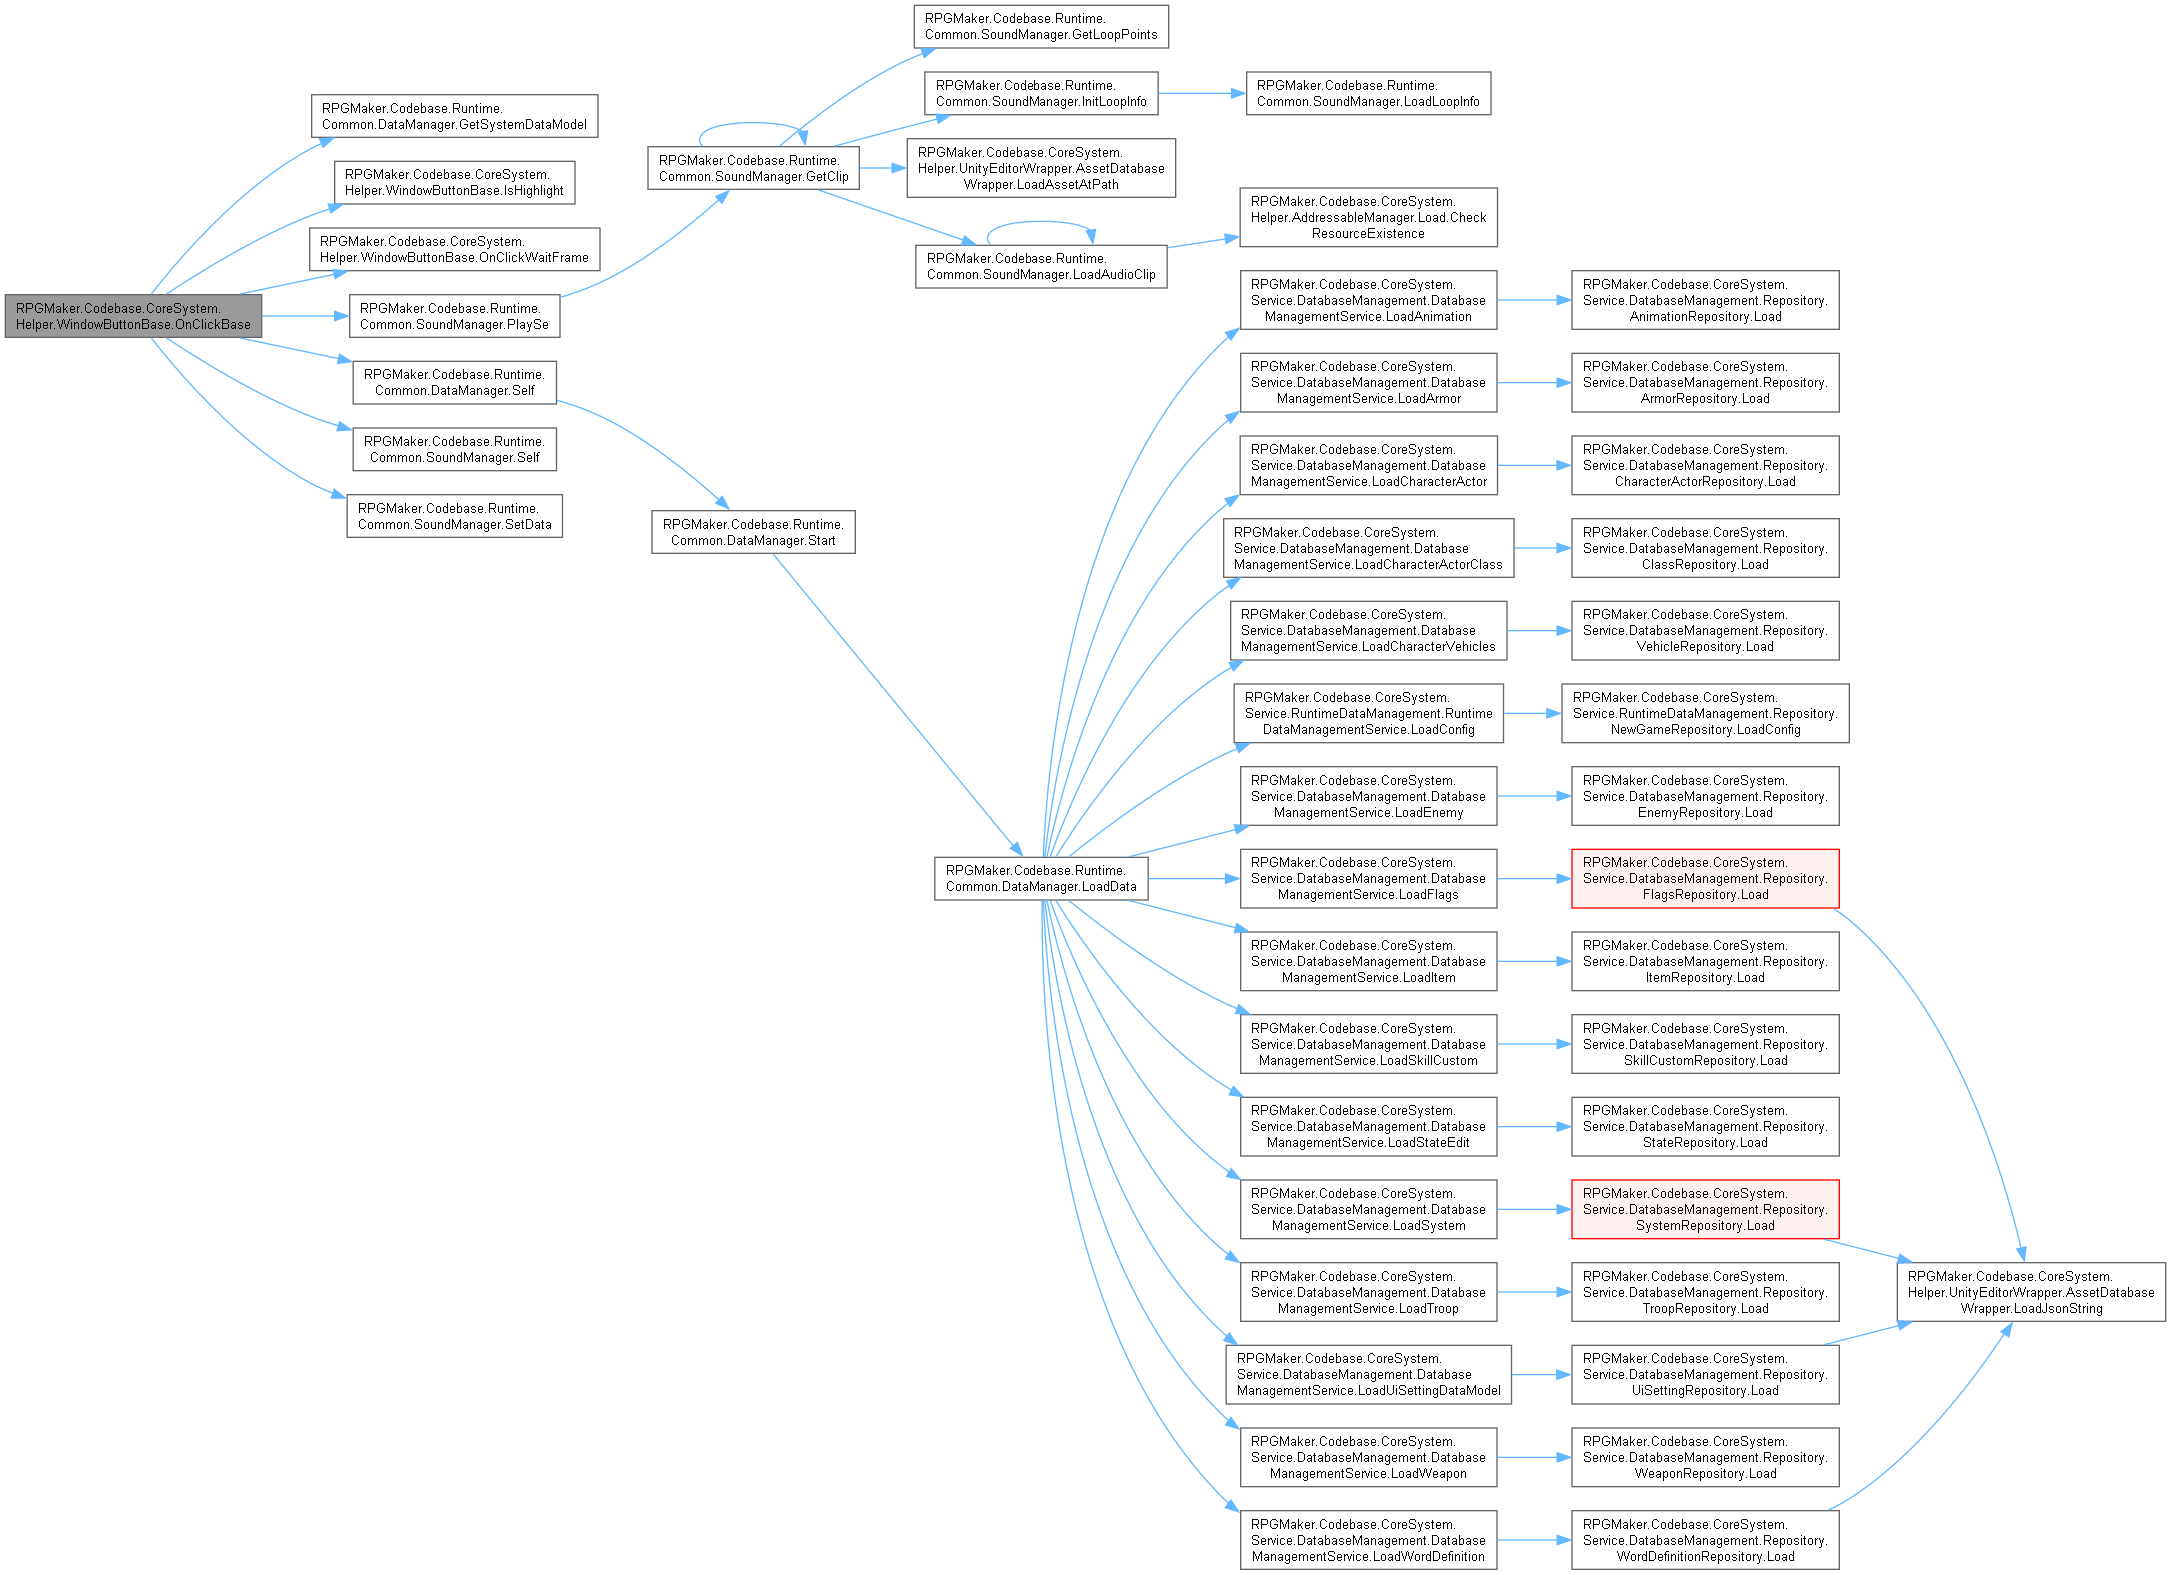 RPGMaker.Codebase.CoreSystem.
Helper.WindowButtonBase.OnClickBase
RPGMaker.Codebase.Runtime.
Common.DataManager.GetSystemDataModel
RPGMaker.Codebase.CoreSystem.
Helper.WindowButtonBase.IsHighlight
RPGMaker.Codebase.CoreSystem.
Helper.WindowButtonBase.OnClickWaitFrame
RPGMaker.Codebase.Runtime.
Common.SoundManager.PlaySe
RPGMaker.Codebase.Runtime.
Common.DataManager.Self
RPGMaker.Codebase.Runtime.
Common.SoundManager.Self
RPGMaker.Codebase.Runtime.
Common.SoundManager.SetData
RPGMaker.Codebase.Runtime.
Common.SoundManager.GetClip
RPGMaker.Codebase.Runtime.
Common.DataManager.Start
RPGMaker.Codebase.Runtime.
Common.SoundManager.GetLoopPoints
RPGMaker.Codebase.Runtime.
Common.SoundManager.InitLoopInfo
RPGMaker.Codebase.CoreSystem.
Helper.UnityEditorWrapper.AssetDatabase
Wrapper.LoadAssetAtPath
RPGMaker.Codebase.Runtime.
Common.SoundManager.LoadAudioClip
RPGMaker.Codebase.Runtime.
Common.DataManager.LoadData
RPGMaker.Codebase.Runtime.
Common.SoundManager.LoadLoopInfo
RPGMaker.Codebase.CoreSystem.
Helper.AddressableManager.Load.Check
ResourceExistence
RPGMaker.Codebase.CoreSystem.
Service.DatabaseManagement.Database
ManagementService.LoadAnimation
RPGMaker.Codebase.CoreSystem.
Service.DatabaseManagement.Database
ManagementService.LoadArmor
RPGMaker.Codebase.CoreSystem.
Service.DatabaseManagement.Database
ManagementService.LoadCharacterActor
RPGMaker.Codebase.CoreSystem.
Service.DatabaseManagement.Database
ManagementService.LoadCharacterActorClass
RPGMaker.Codebase.CoreSystem.
Service.DatabaseManagement.Database
ManagementService.LoadCharacterVehicles
RPGMaker.Codebase.CoreSystem.
Service.RuntimeDataManagement.Runtime
DataManagementService.LoadConfig
RPGMaker.Codebase.CoreSystem.
Service.DatabaseManagement.Database
ManagementService.LoadEnemy
RPGMaker.Codebase.CoreSystem.
Service.DatabaseManagement.Database
ManagementService.LoadFlags
RPGMaker.Codebase.CoreSystem.
Service.DatabaseManagement.Database
ManagementService.LoadItem
RPGMaker.Codebase.CoreSystem.
Service.DatabaseManagement.Database
ManagementService.LoadSkillCustom
RPGMaker.Codebase.CoreSystem.
Service.DatabaseManagement.Database
ManagementService.LoadStateEdit
RPGMaker.Codebase.CoreSystem.
Service.DatabaseManagement.Database
ManagementService.LoadSystem
RPGMaker.Codebase.CoreSystem.
Service.DatabaseManagement.Database
ManagementService.LoadTroop
RPGMaker.Codebase.CoreSystem.
Service.DatabaseManagement.Database
ManagementService.LoadUiSettingDataModel
RPGMaker.Codebase.CoreSystem.
Service.DatabaseManagement.Database
ManagementService.LoadWeapon
RPGMaker.Codebase.CoreSystem.
Service.DatabaseManagement.Database
ManagementService.LoadWordDefinition
RPGMaker.Codebase.CoreSystem.
Service.DatabaseManagement.Repository.
AnimationRepository.Load
RPGMaker.Codebase.CoreSystem.
Service.DatabaseManagement.Repository.
ArmorRepository.Load
RPGMaker.Codebase.CoreSystem.
Service.DatabaseManagement.Repository.
CharacterActorRepository.Load
RPGMaker.Codebase.CoreSystem.
Service.DatabaseManagement.Repository.
ClassRepository.Load
RPGMaker.Codebase.CoreSystem.
Service.DatabaseManagement.Repository.
VehicleRepository.Load
RPGMaker.Codebase.CoreSystem.
Service.RuntimeDataManagement.Repository.
NewGameRepository.LoadConfig
RPGMaker.Codebase.CoreSystem.
Service.DatabaseManagement.Repository.
EnemyRepository.Load
RPGMaker.Codebase.CoreSystem.
Service.DatabaseManagement.Repository.
FlagsRepository.Load
RPGMaker.Codebase.CoreSystem.
Service.DatabaseManagement.Repository.
ItemRepository.Load
RPGMaker.Codebase.CoreSystem.
Service.DatabaseManagement.Repository.
SkillCustomRepository.Load
RPGMaker.Codebase.CoreSystem.
Service.DatabaseManagement.Repository.
StateRepository.Load
RPGMaker.Codebase.CoreSystem.
Service.DatabaseManagement.Repository.
SystemRepository.Load
RPGMaker.Codebase.CoreSystem.
Service.DatabaseManagement.Repository.
TroopRepository.Load
RPGMaker.Codebase.CoreSystem.
Service.DatabaseManagement.Repository.
UiSettingRepository.Load
RPGMaker.Codebase.CoreSystem.
Service.DatabaseManagement.Repository.
WeaponRepository.Load
RPGMaker.Codebase.CoreSystem.
Service.DatabaseManagement.Repository.
WordDefinitionRepository.Load
RPGMaker.Codebase.CoreSystem.
Helper.UnityEditorWrapper.AssetDatabase
Wrapper.LoadJsonString